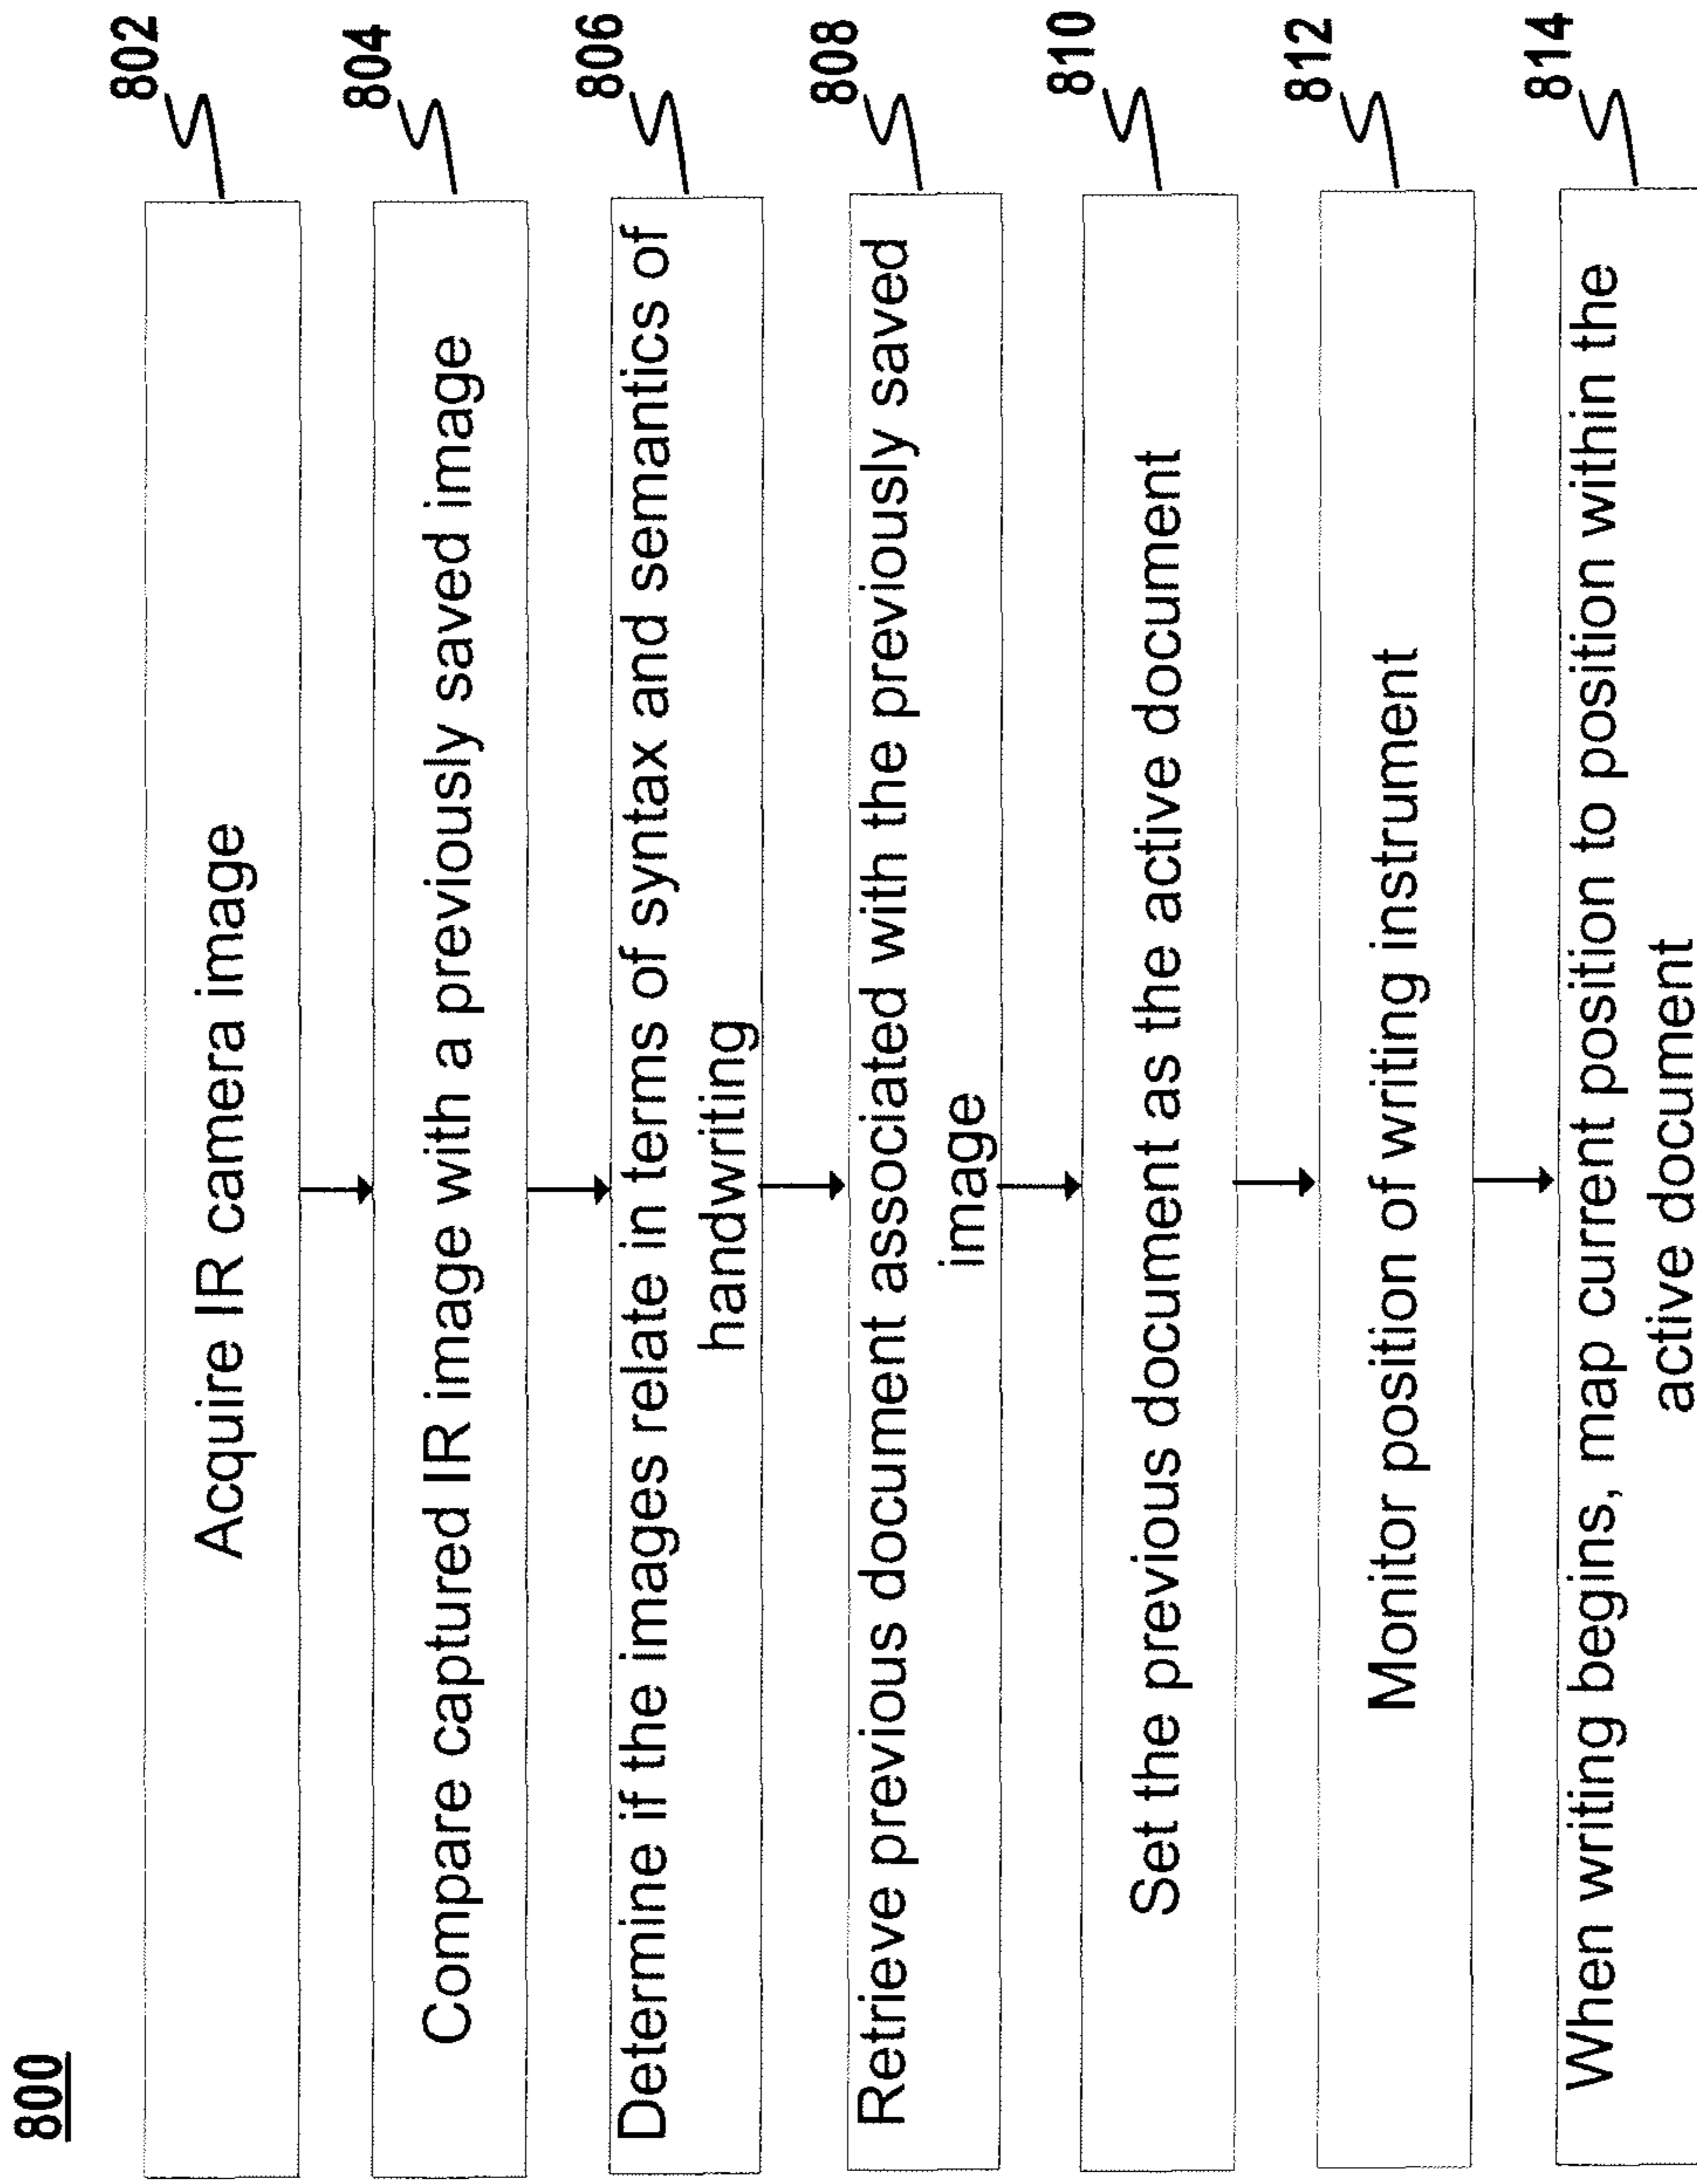 800
802
Acquire IR camera image
804
Compare captured IR image with a previously saved image
806
Determine if the images relate in terms of syntax and semantics of
handwriting
808
Retrieve previous document associated with the previously saved
image
810
Set the previous document as the active document
812
Monitor position of writing instrument
814
When writing begins, map current position to position within the
active document